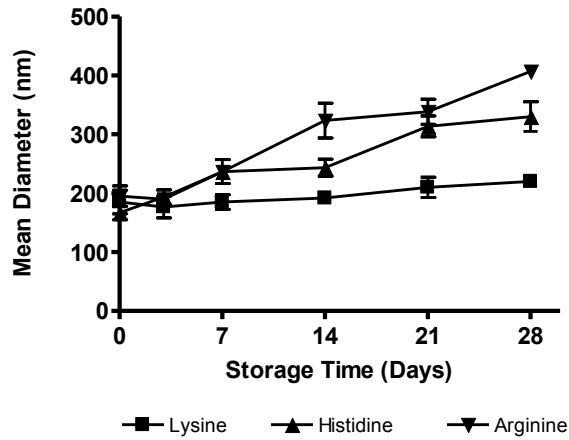 500
400
300
200
100
0
Mean Diameter (nm)
0 7 14 21 28
Storage Time (Days)
Lysine Histidine Arginine